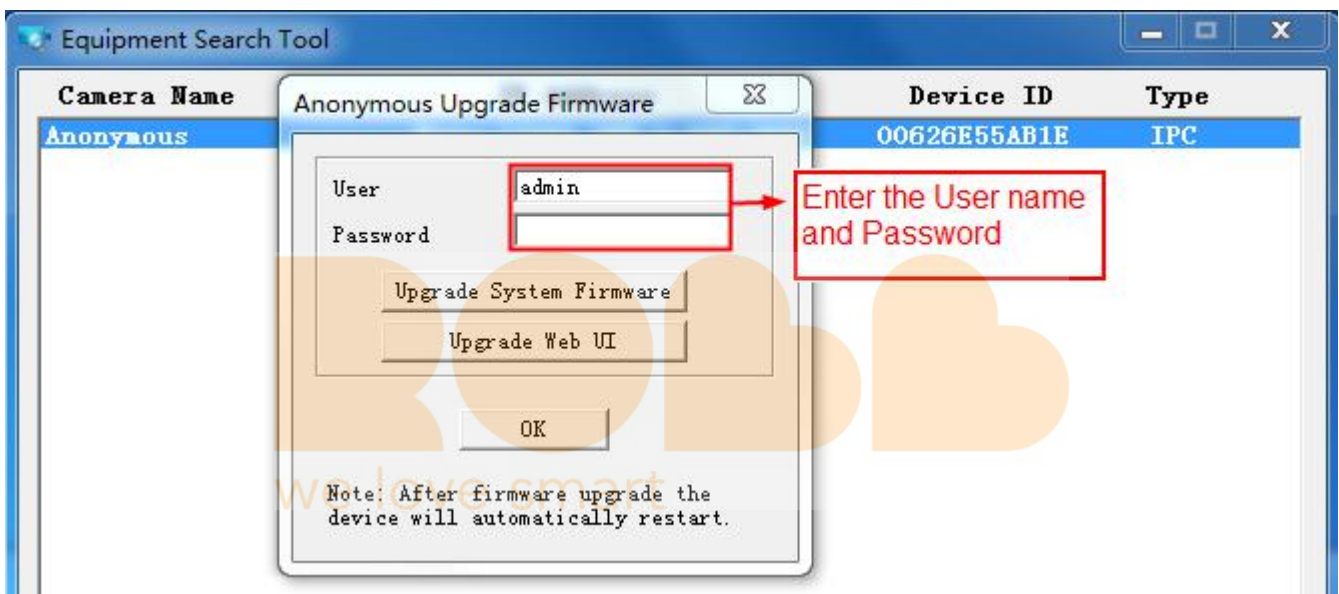 Equipment Search Tool
Camera Name Device ID Type
Anonymous Upgrade Firmware
Anonymous 00626E55AB1E IPC
User admin
Enter the User name
and Password
Password
Upgrade System Firmware
Upgrade Web UI
OK
ROBB
we love smart
Note: After firmware upgrade the
device will automatically restart.